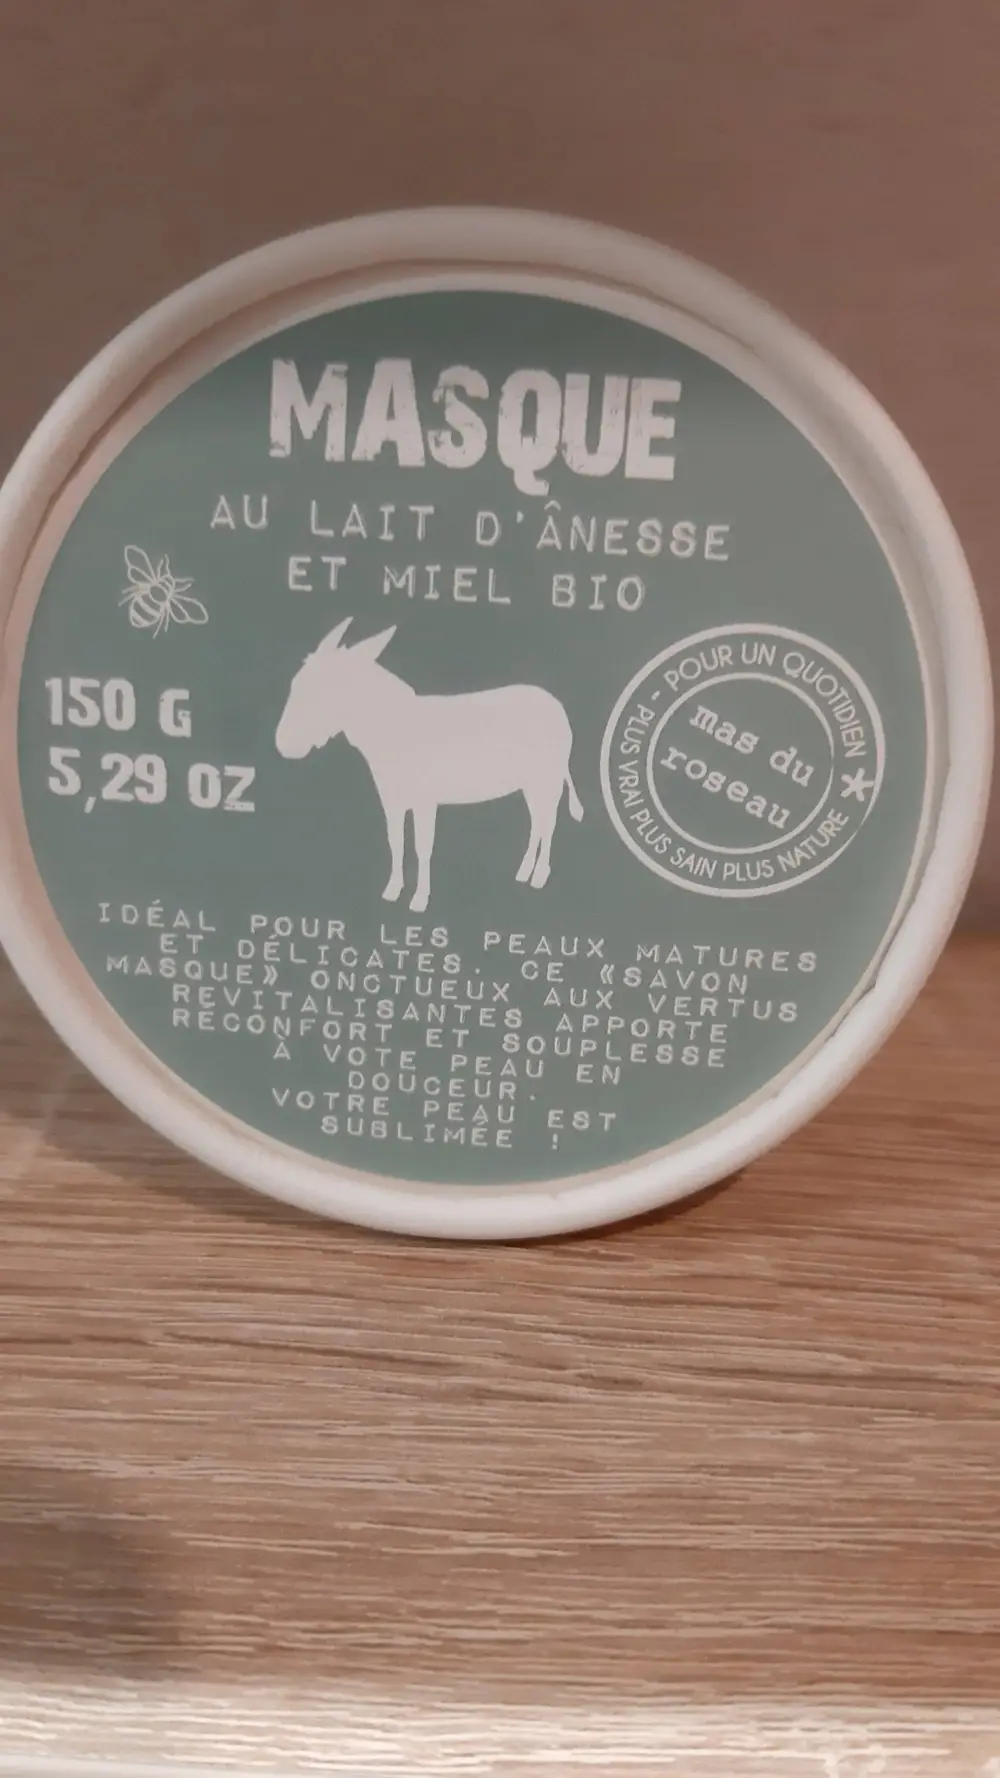 MASQUE
AU LAIT D'ÂNESSE
ET MIEL BIO
150 G
5,29 OZ
- POUR UN QUOTIDIEN * PLUS VRAI PLUS SAIN PLUS NATURE
mas du
roseau
IDÉAL POUR LES PEAUX MATURES
ET DÉLICATES. CE «SAVON
MASQUE» ONCTUEUX AUX VERTUS
REVITALISANTES APPORTE
RÉCONFORT ET SOUPLESSE
À VOTE PEAU EN
DOUCEUR.
VOTRE PEAU EST
SUBLIMÉE !